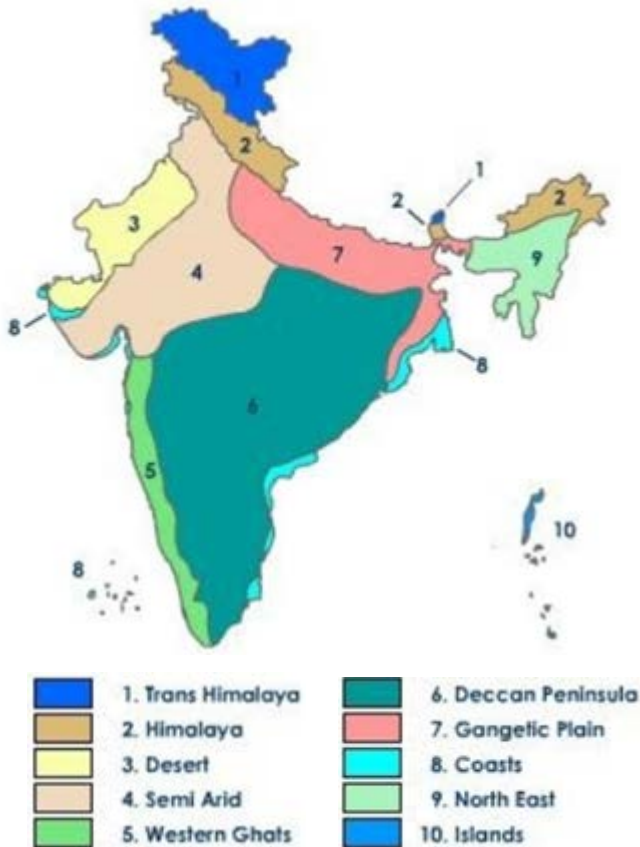 1
2
1
2
2
3
7
9
4
8
8
6
5
10
8
1. Trans Himalaya
2. Himalaya
3. Desert
4. Semi Arid
5. Western Ghats
6. Deccan Peninsula
7. Gangetic Plain
8. Coasts
9. North East
10. Islands